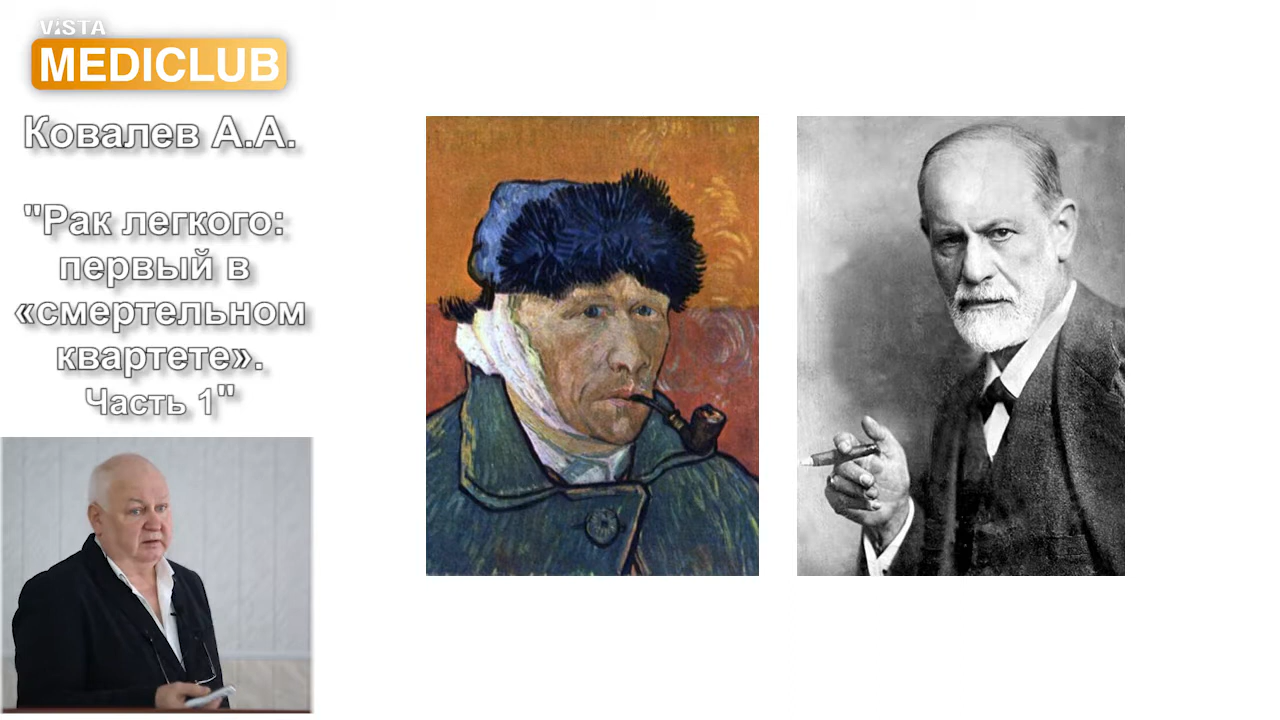 VISTA
MEDICLUB
Ковалев А.А.
"Рак легкого:
первый в
«смертельном
квартете».
Часть 1"